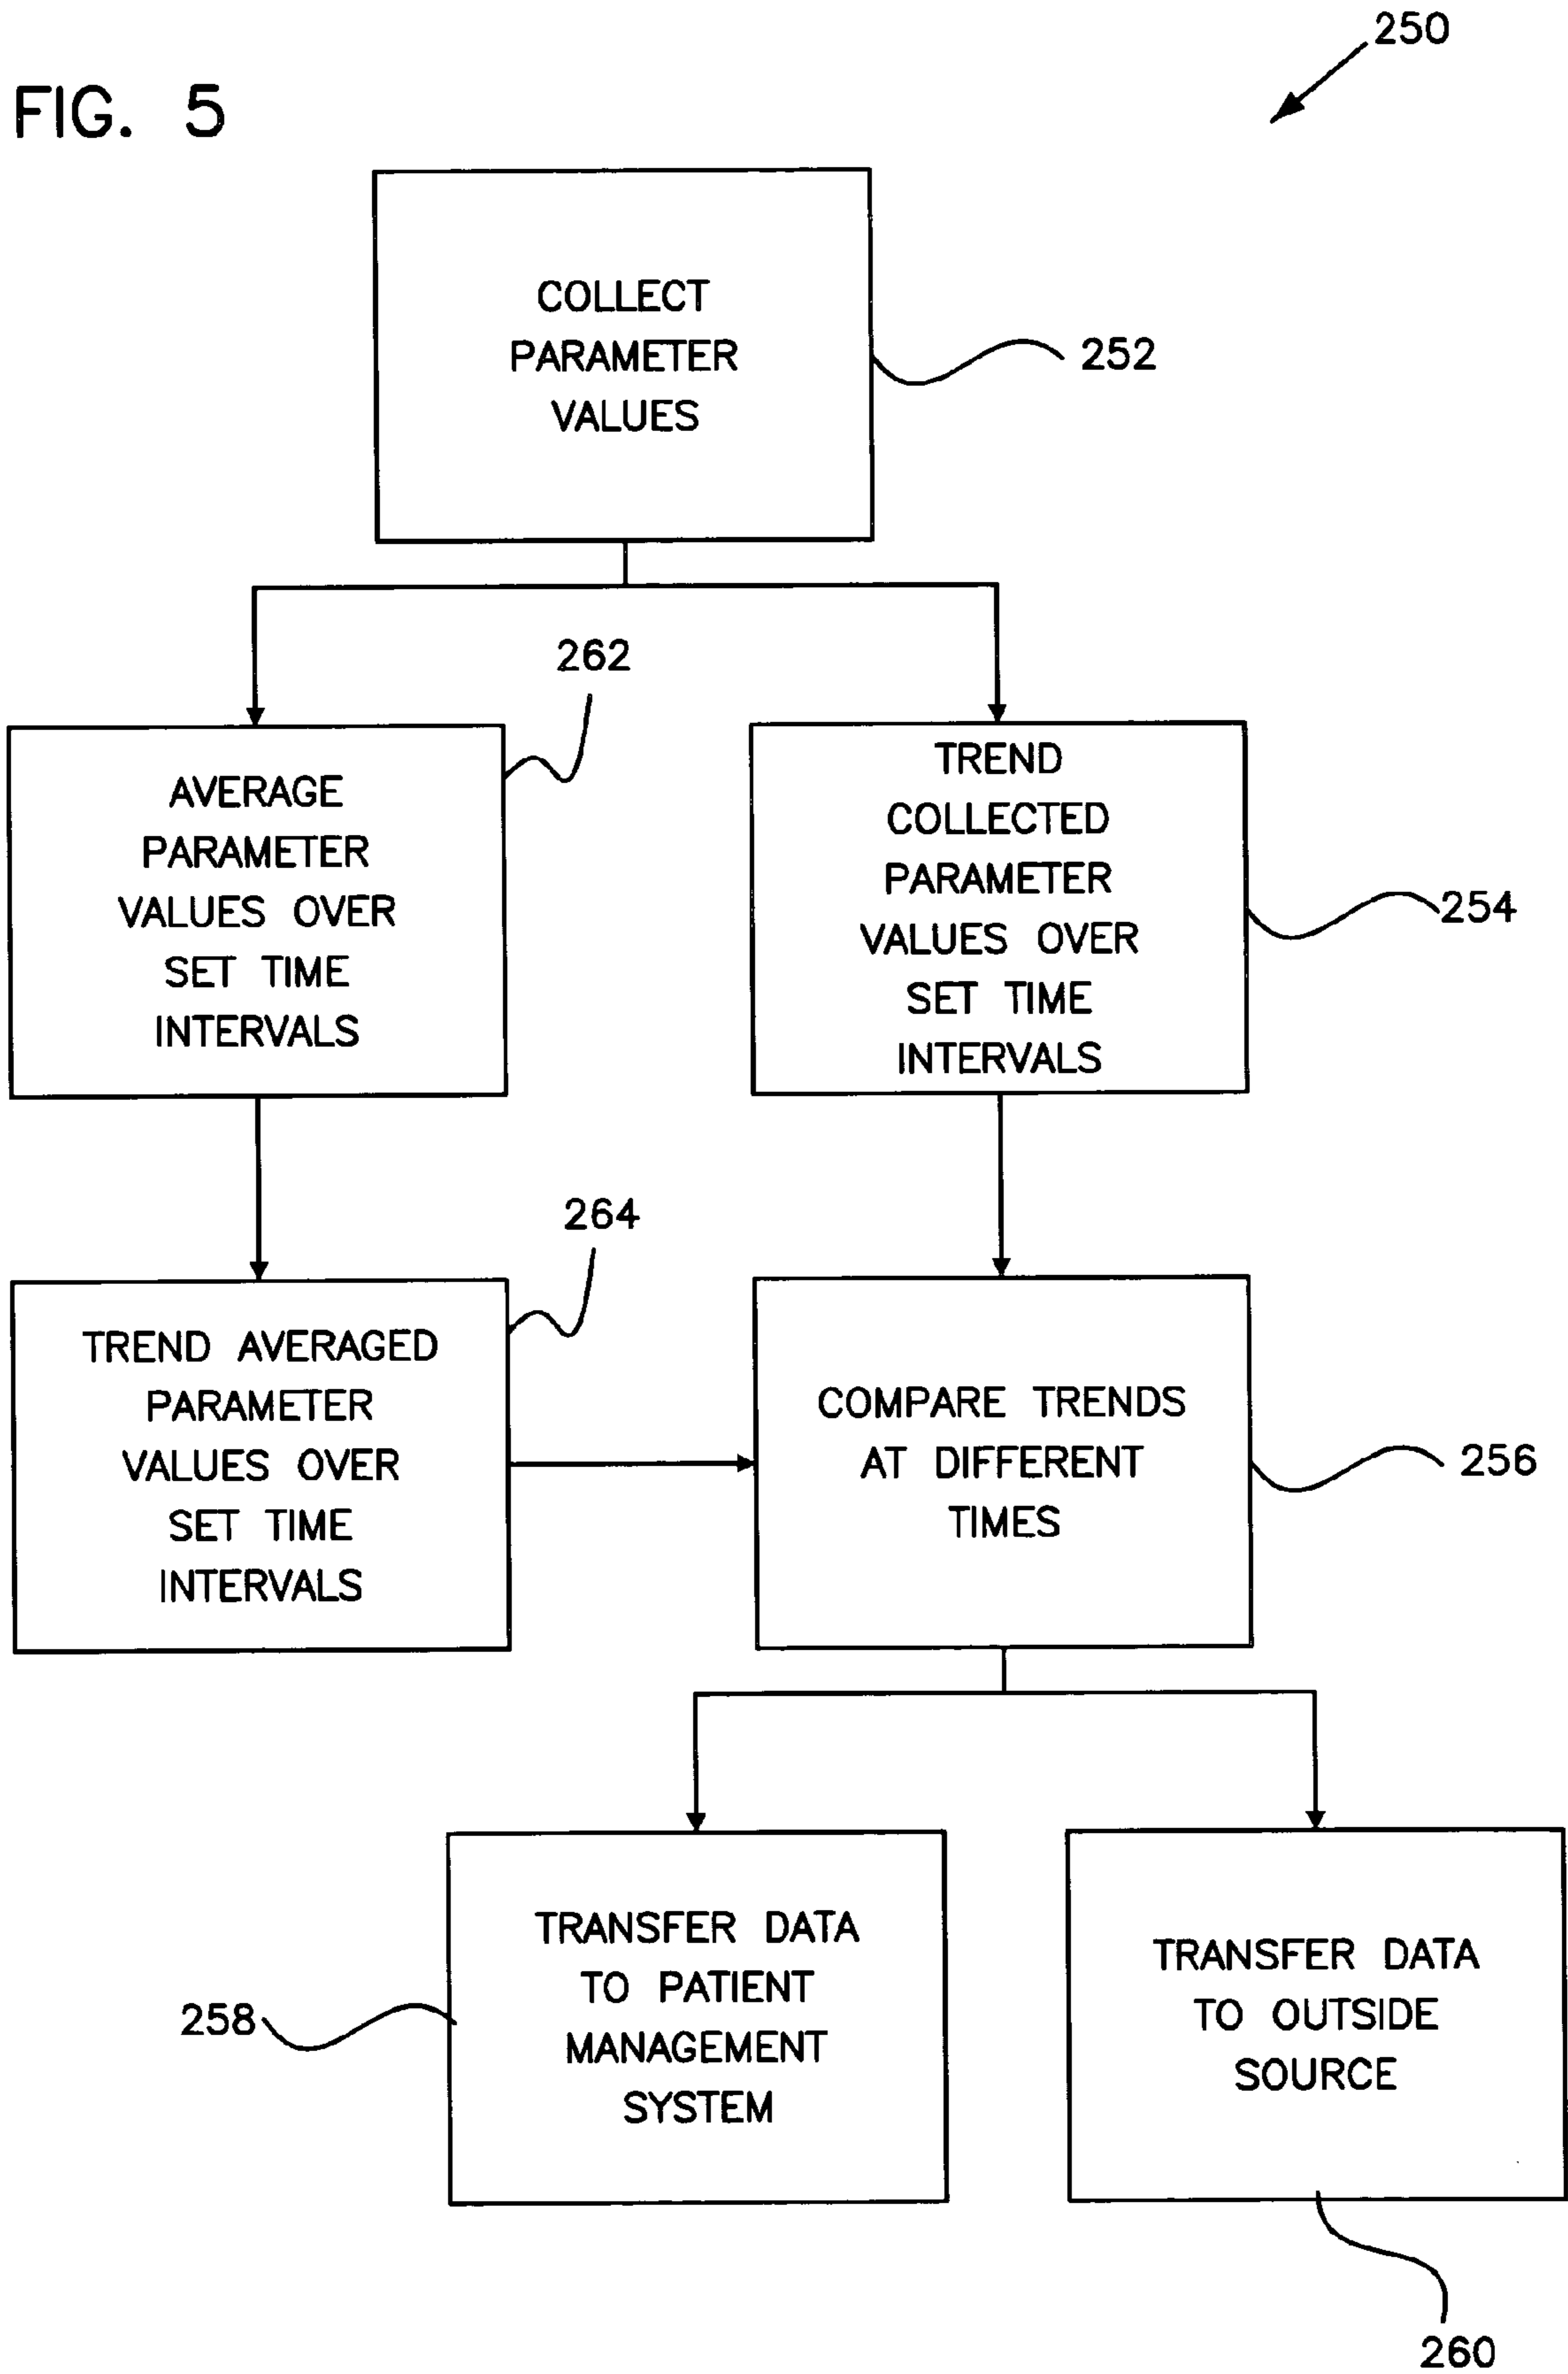 250
FIG. 5
COLLECT
PARAMETER
VALUES
252
262
AVERAGE
PARAMETER
VALUES OVER
SET TIME
INTERVALS
TREND
COLLECTED
PARAMETER
VALUES OVER
SET TIME
INTERVALS
254
264
TREND AVERAGED
PARAMETER
VALUES OVER
SET TIME
INTERVALS
COMPARE TRENDS
AT DIFFERENT
TIMES
256
258
TRANSFER DATA
TO PATIENT
MANAGEMENT
SYSTEM
TRANSFER DATA
TO OUTSIDE
SOURCE
260